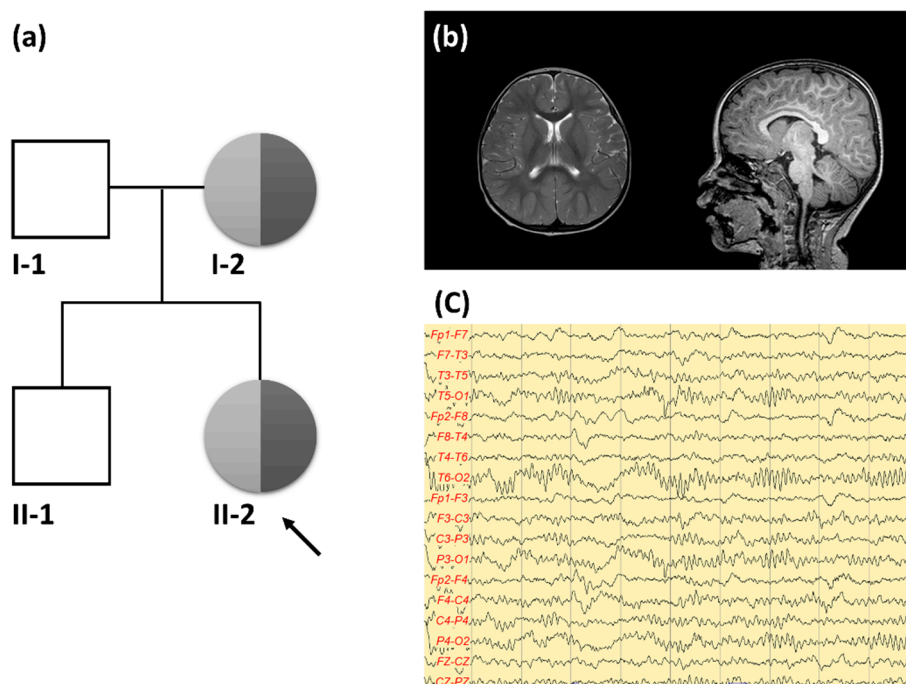 (a)
I-1
I-2
II-1
II-2
(b)
(C)
Fp1-F7
F7-T3
T3-T5
T5-O1
Fp2-F8
F8-T4
T4-T6
T6-O2
Fp1-F3
F3-C3
C3-P3
P3-O1
Fp2-F4
F4-C4
C4-P4
P4-O2
FZ-CZ
CZ-PZ